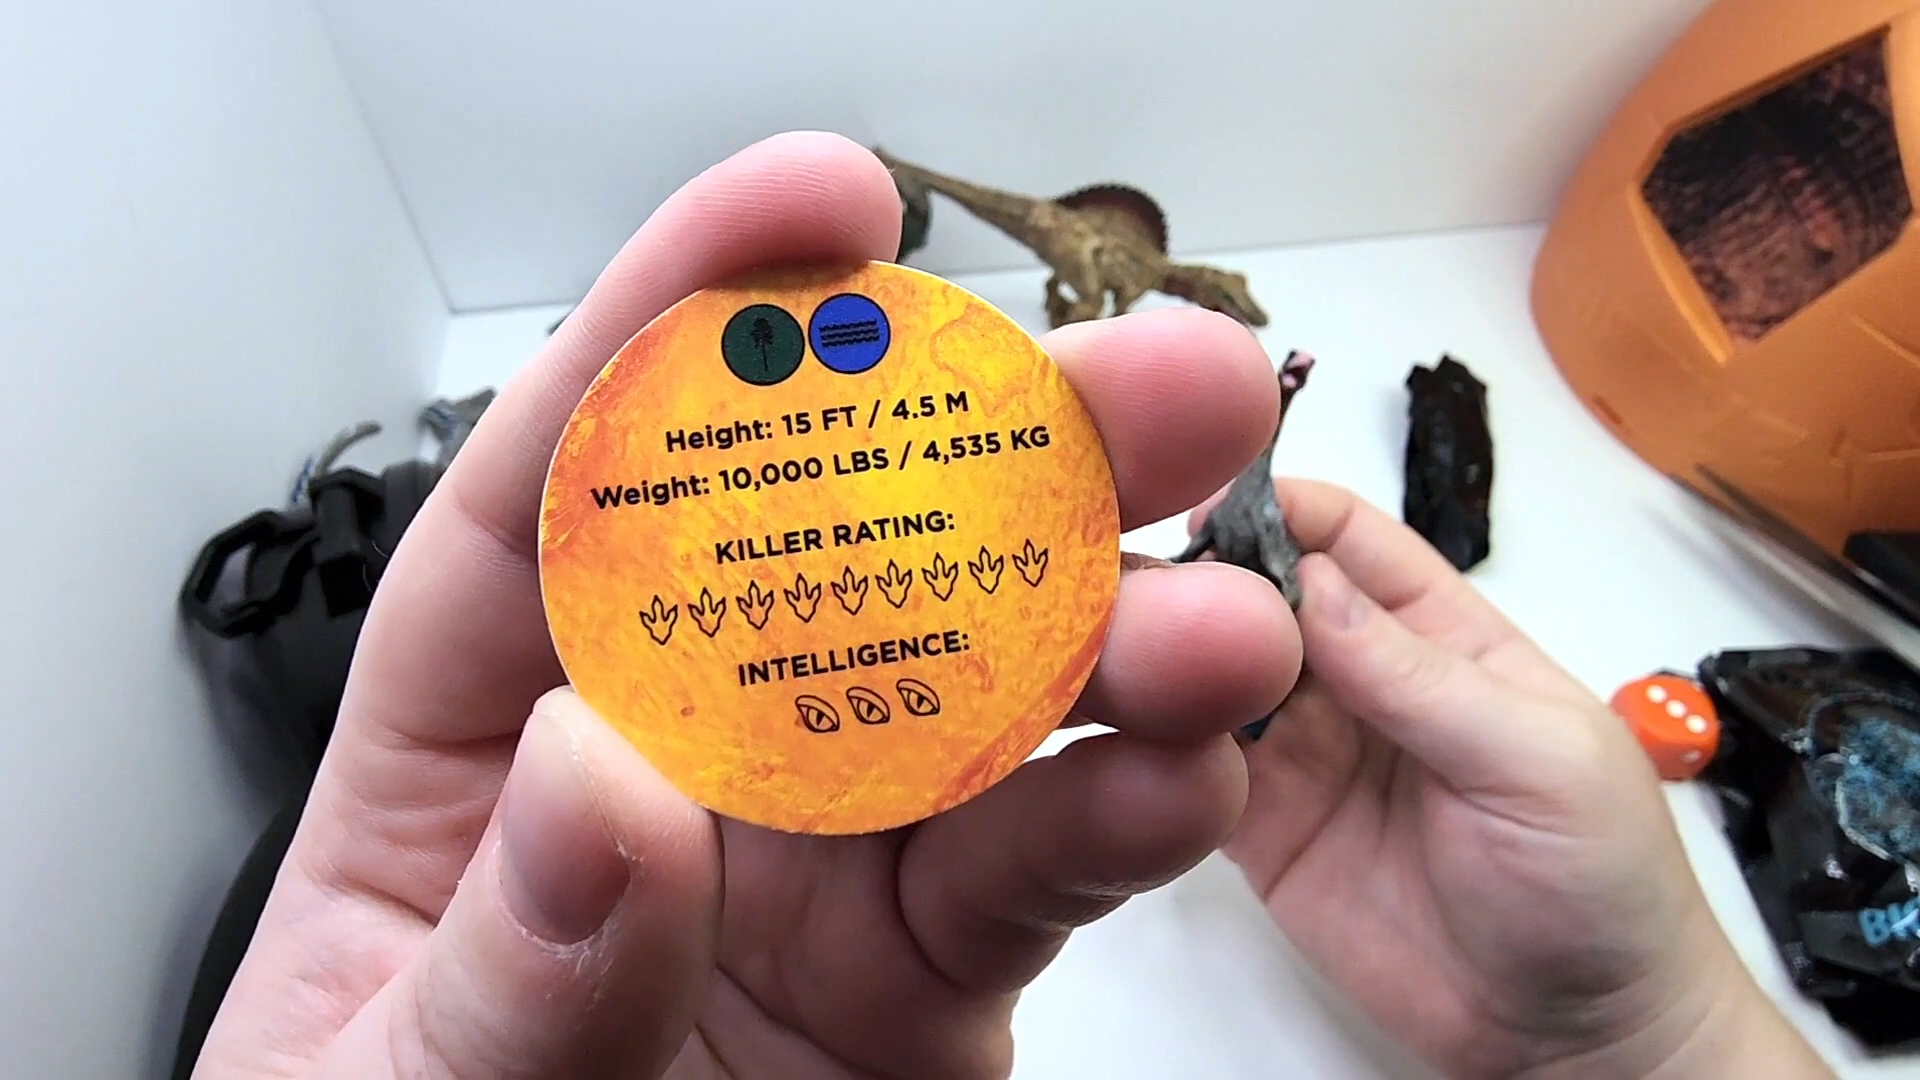 Height: 15 FT / 4.5 M
Weight: 10,000 LBS / 4,535 KG
KILLER RATING:
INTELLIGENCE: